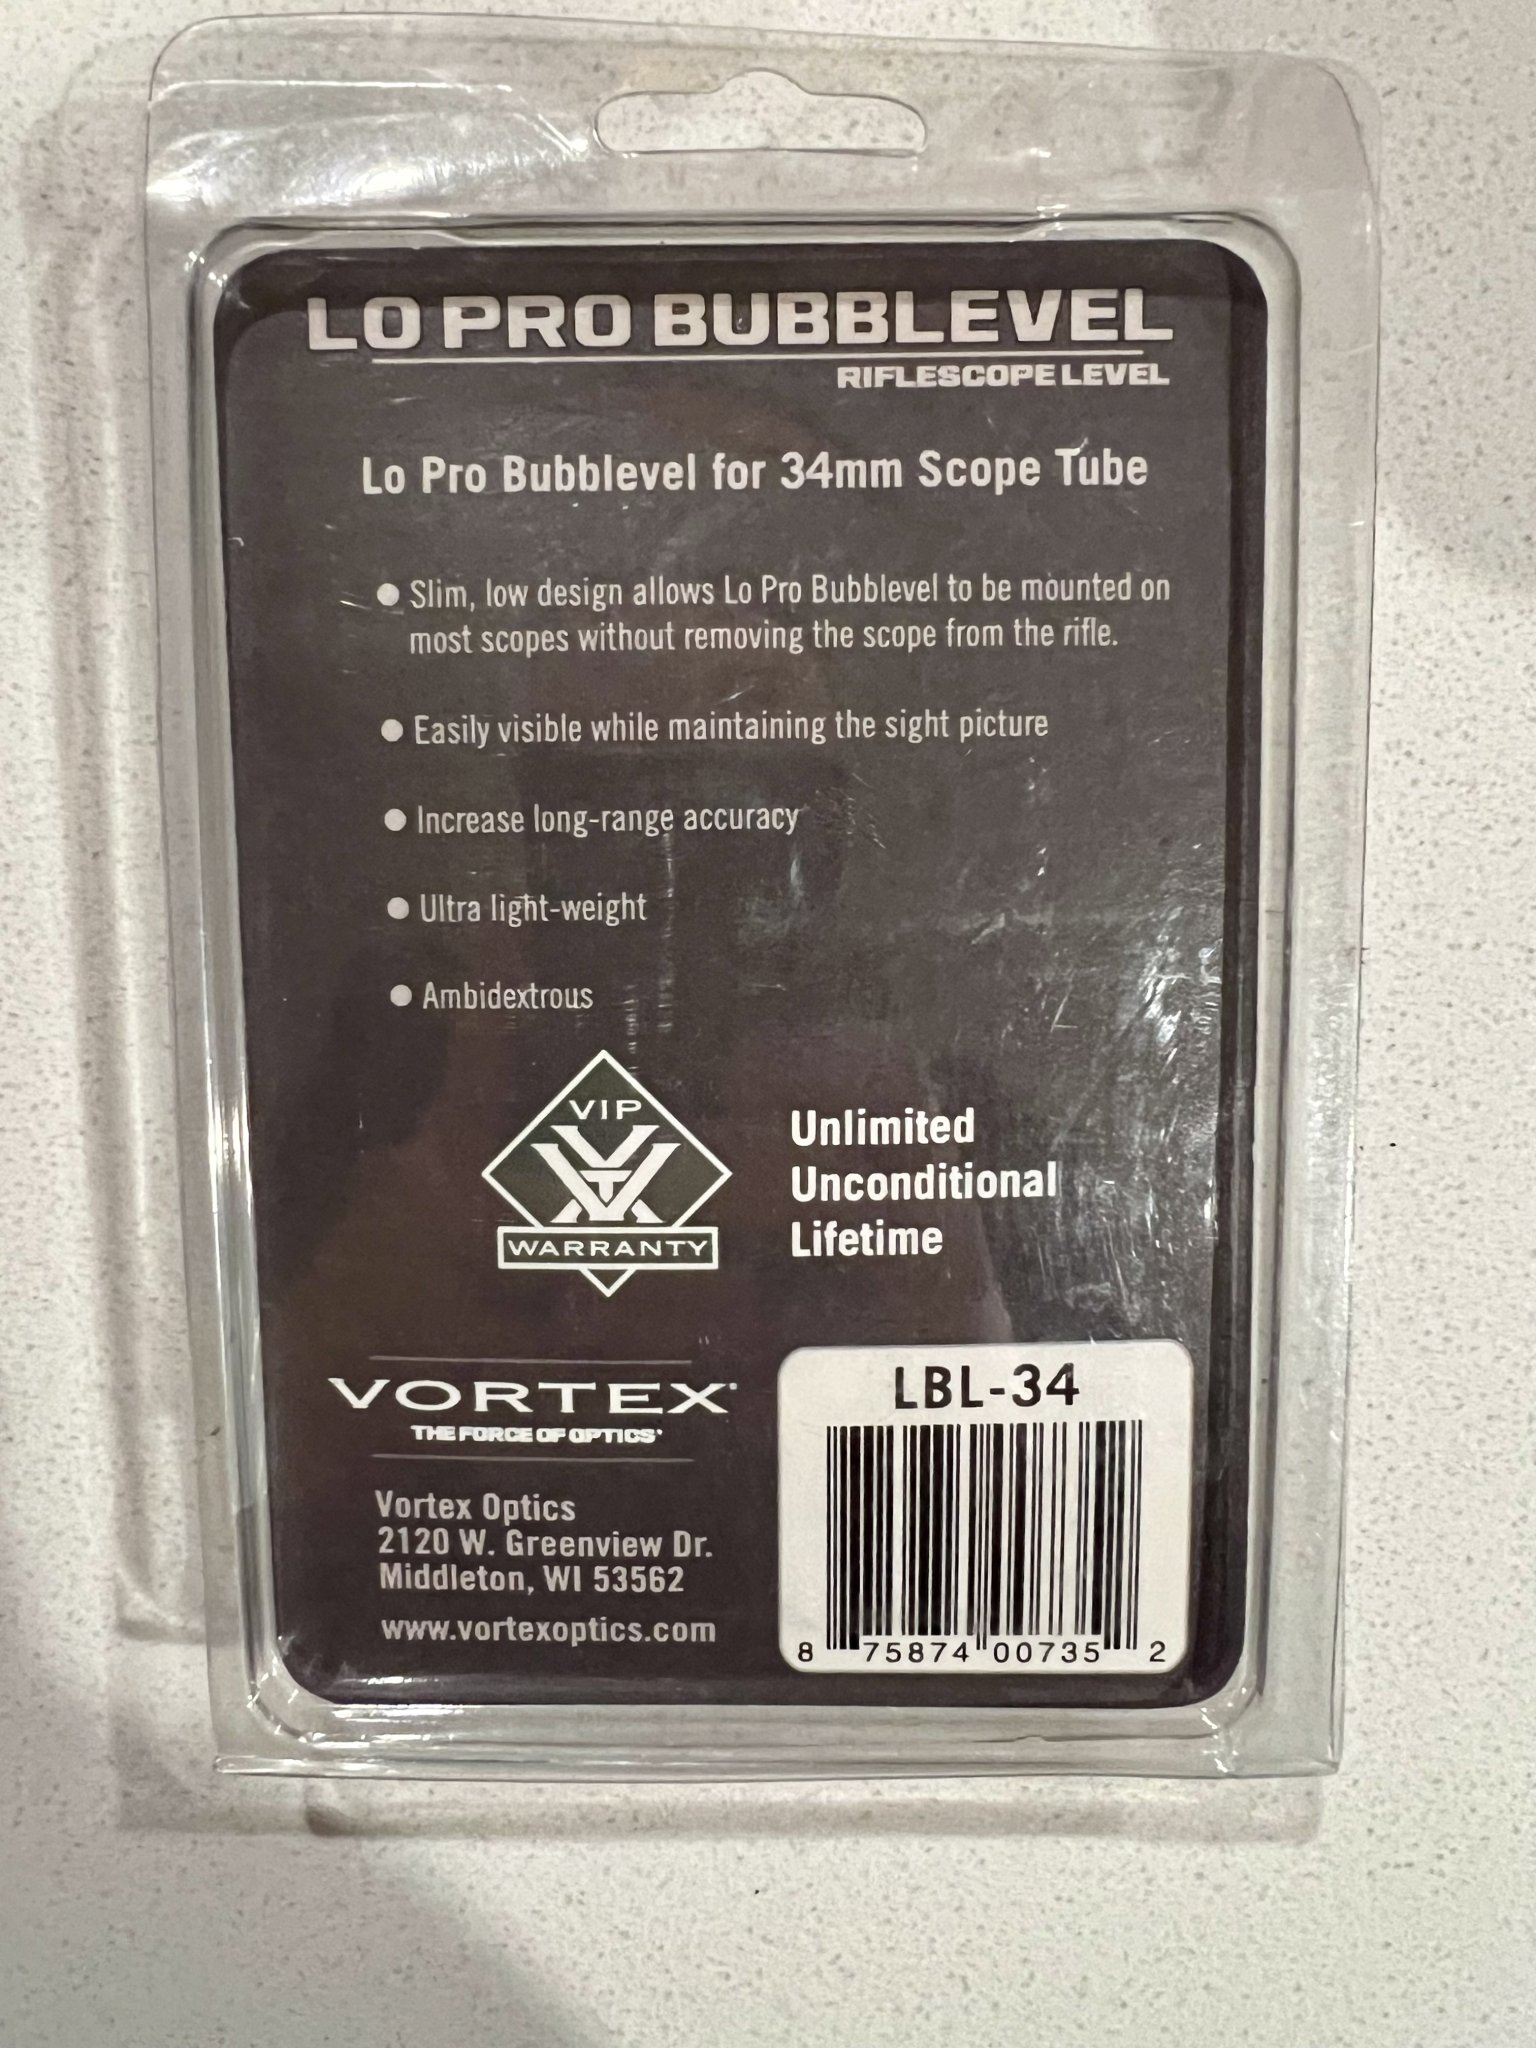 LO PRO BUBBLEVEL
RIFLESCOPE LEVEL
Lo Pro Bubblevel for 34mm Scope Tube
● Slim, low design allows Lo Pro Bubblevel to be mounted on
most scopes without removing the scope from the rifle.
● Easily visible while maintaining the sight picture
● Increase long-range accuracy
● Ultra light-weight
● Ambidextrous
VIP
WARRANTY
Unlimited
Unconditional
Lifetime
VORTEX®
THE FORCE OF OPTICS®
Vortex Optics
2120 W. Greenview Dr.
Middleton, WI 53562
www.vortexoptics.com
LBL-34
8 75874 00735 2